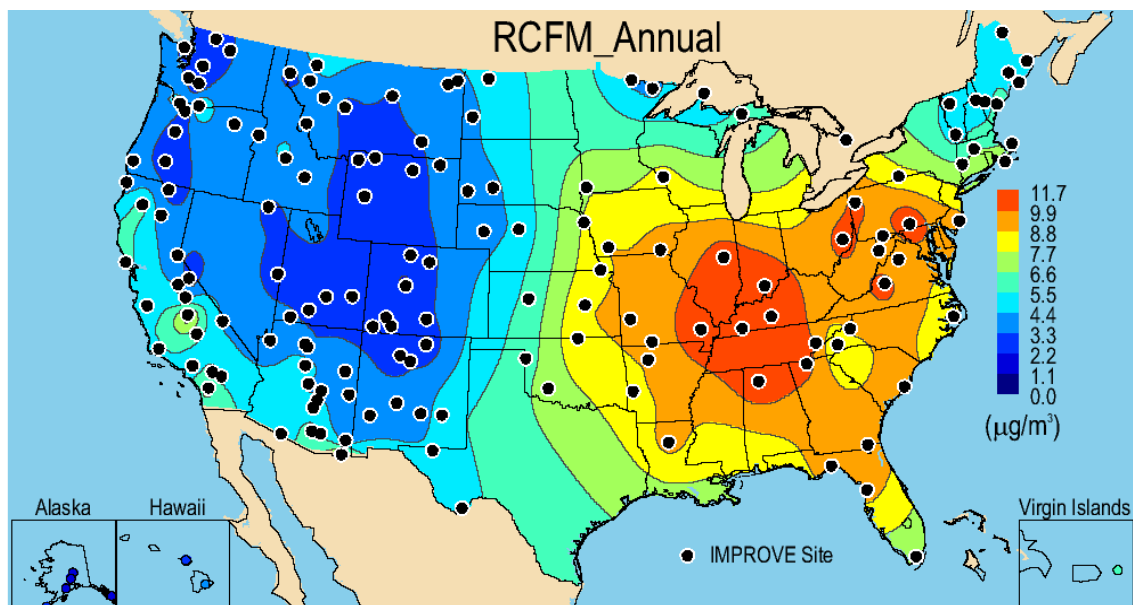 RCFM_Annual
11.7
9.9
8.8
7.7
6.6
5.5
4.4
3.3
2.2
1.1
0.0
(μg/m³)
Alaska
Hawaii
Virgin Islands
IMPROVE Site